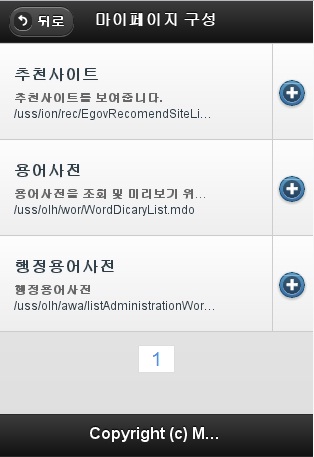 뒤로
마이페이지 구성
추천사이트
추천사이트를 보여줍니다.
/uss/ion/rec/EgovRecomendSiteLi...
용어사전
용어사전을 조회 및 미리보기 위...
/uss/olh/wor/WordDicaryList.mdo
행정용어사전
행정용어사전
/uss/olh/awa/listAdministrationWor...
1
Copyright (c) M...